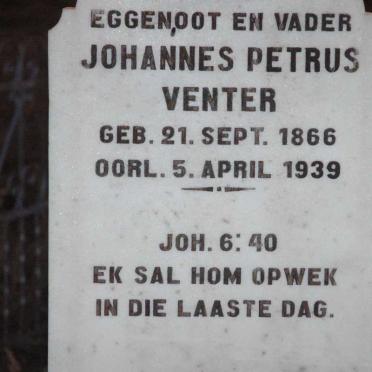 EGGENOOT EN VADER
JOHANNES PETRUS
VENTER
GEB. 21. SEPT. 1866
OORL. 5. APRIL 1939
JOH. 6:40
EK SAL HOM OPWEK
IN DIE LAASTE DAG.